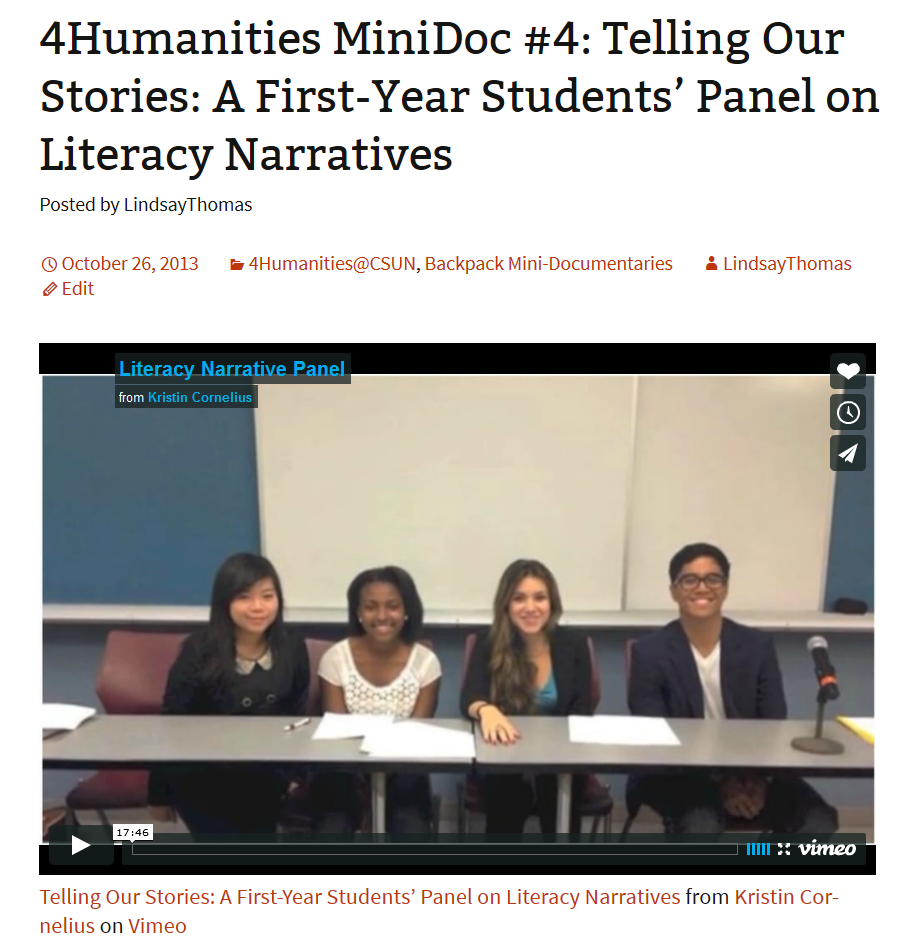 4Humanities MiniDoc #4: Telling Our
Stories: A First-Year Students’ Panel on
Literacy Narratives
Posted by LindsayThomas
October 26, 2013 4Humanities@CSUN, Backpack Mini-Documentaries LindsayThomas
Edit
Literacy Narrative Panel
from Kristin Cornelius
17:46
vimeo
Telling Our Stories: A First-Year Students’ Panel on Literacy Narratives from Kristin Cor-
nelius on Vimeo